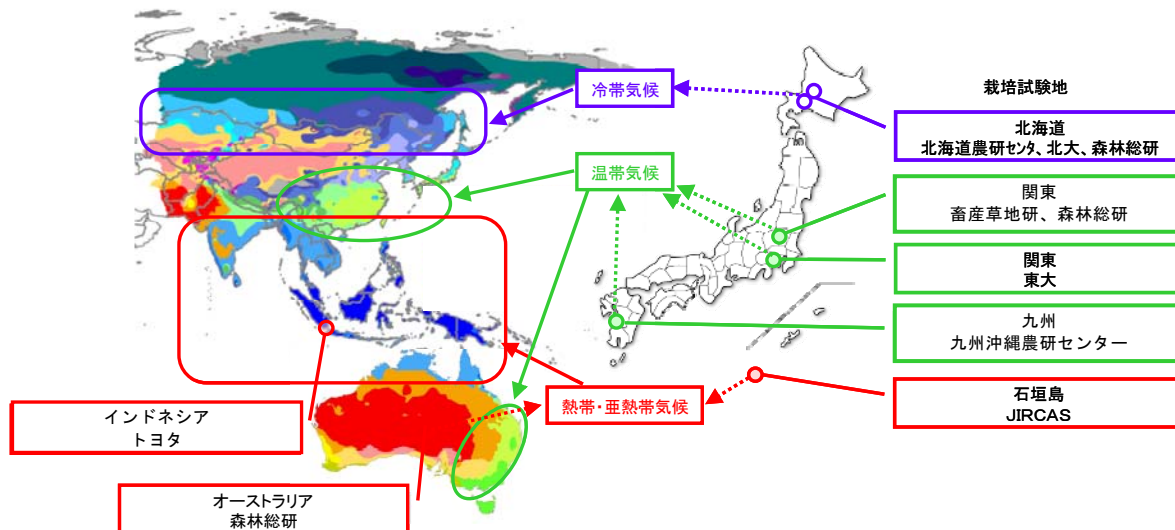 冷帯気候
栽培試験地
北海道
北海道農研ｾﾝﾀ、北大、森林総研
温帯気候
関東
畜産草地研、森林総研
関東
東大
九州
九州沖縄農研センター
熱帯・亜熱帯気候
石垣島
JIRCAS
インドネシア
トヨタ
オーストラリア
森林総研